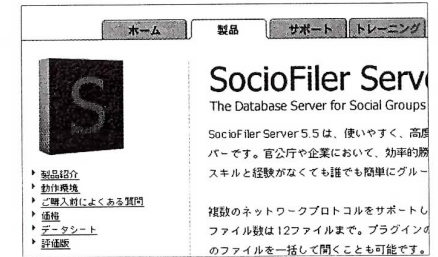 ホーム
製品
サポート
トレーニング
S
SocioFiler Serv
The Database Server for Social Groups
SocioFiler Server 5.5 は、使いやすく、高度
バーです。官公庁や企業において、効率的
スキルと経験がなくても誰でも簡単にグルー
複数のネットワークプロトコルをサポートし
ファイル数は12ファイルまで。プラグインの
のファイルを一括して開くことも可能です。
製品紹介
動作環境
ご購入前によくある質問
価格
データシート
評価版